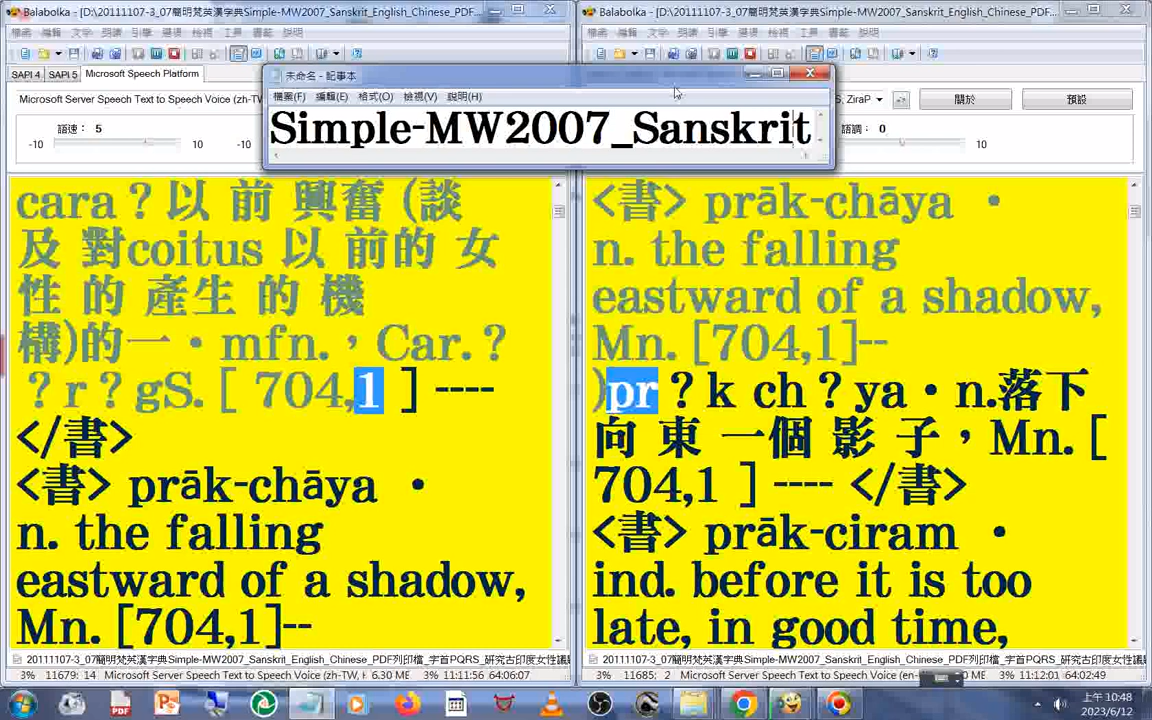 Balabolka - [D:\20111107-3_07簡明梵英漢字典Simple-MW2007_Sanskrit_English_Chinese_PDF...
Balabolka - [D:\20111107-3_07簡明梵英漢字典Simple-MW2007_Sanskrit_English_Chinese_PDF...
SAPI 4 SAPI 5 Microsoft Speech Platform
未命名 - 記事本
Microsoft Server Speech Text to Speech Voice (zh-TW,
檔案(F) 編輯(E) 格式(O) 檢視(V) 說明(H)
S, ZiraP
關於
預設
語速： 5
Simple-MW2007_Sanskrit
語調： 0
-10 10 -10
10
cara？以 前 興奮 (談
及 對coitus 以 前的 女
性 的 產生 的 機
構)的一・mfn.，Car.？
？r？gS. [ 704,1 ] ----
</書>
<書> prāk-chāya •
n. the falling
eastward of a shadow,
Mn. [704,1]--
<書> prāk-chāya •
n. the falling
eastward of a shadow,
Mn. [704,1]--
)pr？k ch？ya・n.落下
向 東 一個 影 子，Mn. [
704,1 ] ---- </書>
<書> prāk-ciram •
ind. before it is too
late, in good time,
20111107-3_07簡明梵英漢字典Simple-MW2007_Sanskrit_English_Chinese_PDF列印檔_字首PQRS_研究古印度女性議
20111107-3_07簡明梵英漢字典Simple-MW2007_Sanskrit_English_Chinese_PDF列印檔_字首PQRS_研究古印度女性議
3% 11679: 14 Microsoft Server Speech Text to Speech Voice (zh-TW, 6.30 ME 3% 11:11:56 64:06:07
3% 11685: 2 Microsoft Server Speech Text to Speech Voice (zh-TW, 6.30 ME 3% 11:12:01 64:02:49
上午 10:48
2023/6/12